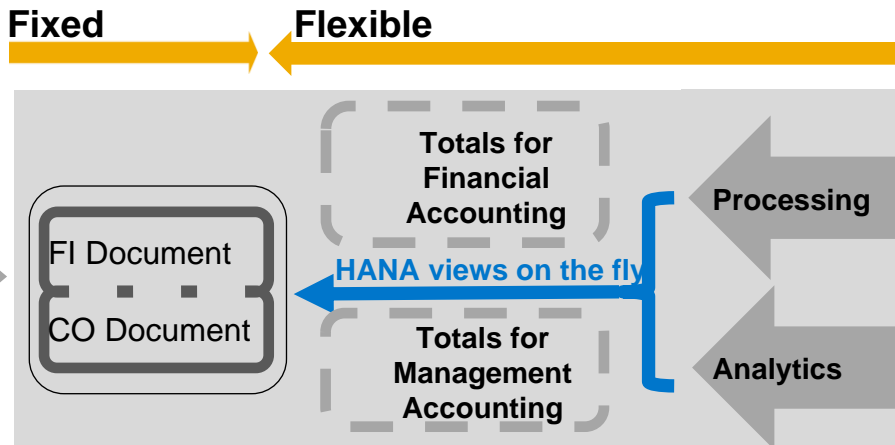 Fixed
Flexible
Totals for
Financial
Accounting
Processing
FI Document
HANA views on the fly
CO Document
Totals for
Management
Accounting
Analytics